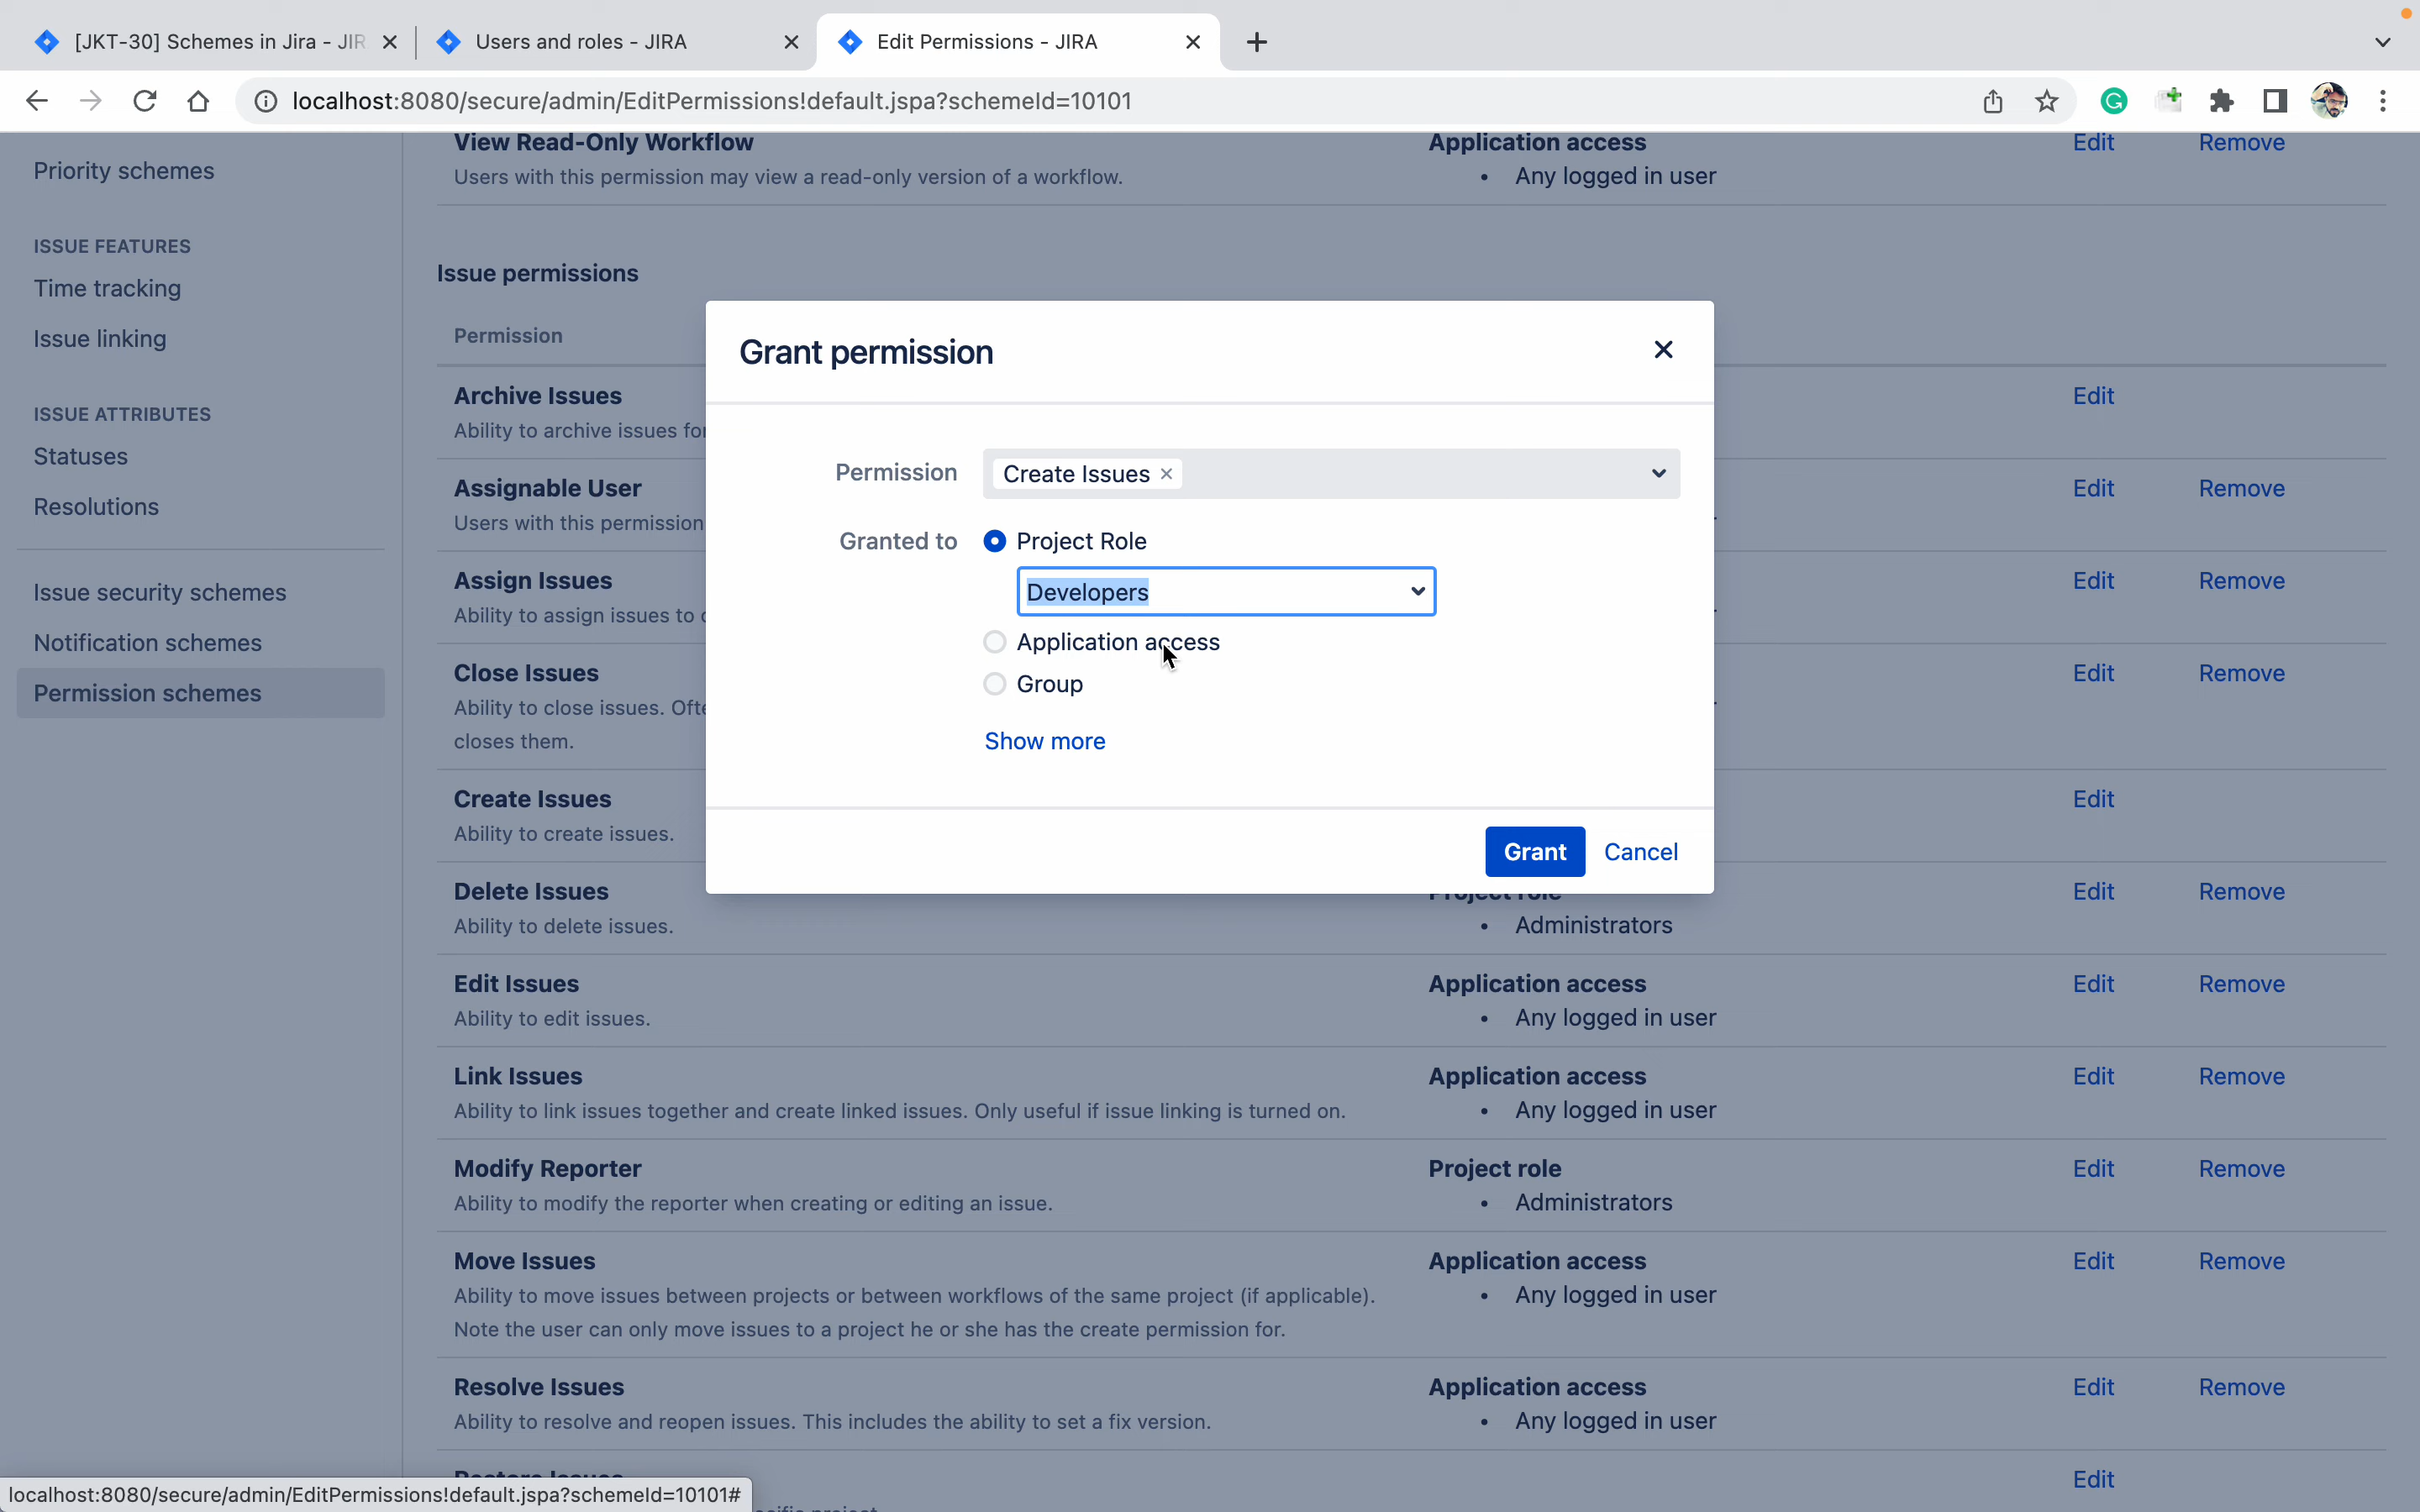 [JKT-30] Schemes in Jira - JIR
Users and roles - JIRA
Edit Permissions - JIRA
localhost:8080/secure/admin/EditPermissions!default.jspa?schemeId=10101
Priority schemes
ISSUE FEATURES
Time tracking
Issue linking
ISSUE ATTRIBUTES
Statuses
Resolutions
Issue security schemes
Notification schemes
Permission schemes
View Read-Only Workflow
Application access
Edit
Remove
Users with this permission may view a read-only version of a workflow.
• Any logged in user
Issue permissions
Permission
Archive Issues
Edit
Ability to archive issues for
Assignable User
Edit
Remove
Users with this permission
Assign Issues
Edit
Remove
Ability to assign issues to
Close Issues
Edit
Remove
Ability to close issues. Ofte
closes them.
Create Issues
Edit
Ability to create issues.
Grant permission
Permission
Create Issues
Granted to
Project Role
Developers
Application access
Group
Show more
Grant
Cancel
Delete Issues
Project role
Edit
Remove
Ability to delete issues.
• Administrators
Edit Issues
Application access
Edit
Remove
Ability to edit issues.
• Any logged in user
Link Issues
Application access
Edit
Remove
Ability to link issues together and create linked issues. Only useful if issue linking is turned on.
• Any logged in user
Modify Reporter
Project role
Edit
Remove
Ability to modify the reporter when creating or editing an issue.
• Administrators
Move Issues
Application access
Edit
Remove
Ability to move issues between projects or between workflows of the same project (if applicable).
• Any logged in user
Note the user can only move issues to a project he or she has the create permission for.
Resolve Issues
Application access
Edit
Remove
Ability to resolve and reopen issues. This includes the ability to set a fix version.
• Any logged in user
Restore Issues
Edit
localhost:8080/secure/admin/EditPermissions!default.jspa?schemeId=10101#